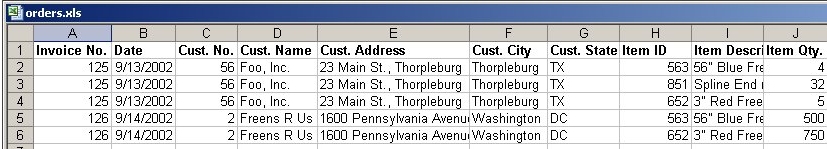 orders.xls
A B C D E F G H I J
1 Invoice No. Date Cust. No. Cust. Name Cust. Address Cust. City Cust. State Item ID Item Descri Item Qty.
2 125 9/13/2002 56 Foo, Inc. 23 Main St., Thorpleburg Thorpleburg TX 563 56" Blue Fre 4
3 125 9/13/2002 56 Foo, Inc. 23 Main St., Thorpleburg Thorpleburg TX 851 Spline End 32
4 125 9/13/2002 56 Foo, Inc. 23 Main St., Thorpleburg Thorpleburg TX 652 3" Red Free 5
5 126 9/14/2002 2 Freens R Us 1600 Pennsylvania Avenu Washington DC 563 56" Blue Fre 500
6 126 9/14/2002 2 Freens R Us 1600 Pennsylvania Avenu Washington DC 652 3" Red Free 750